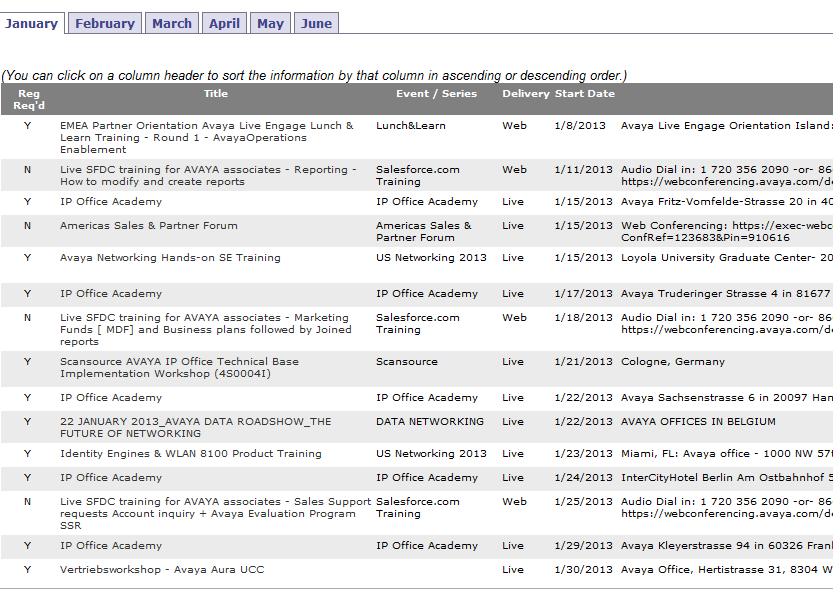 January February March April May June
(You can click on a column header to sort the information by that column in ascending or descending order.)
Reg Title Event / Series Delivery Start Date
Req'd
Y EMEA Partner Orientation Avaya Live Engage Lunch & Lunch&Learn Web 1/8/2013 Avaya Live Engage Orientation Island:
Learn Training - Round 1 - AvayaOperations
Enablement
N Live SFDC training for AVAYA associates - Reporting - Salesforce.com Web 1/11/2013 Audio Dial in: 1 720 356 2090 -or- 86
How to modify and create reports Training https://webconferencing.avaya.com/de
Y IP Office Academy IP Office Academy Live 1/15/2013 Avaya Fritz-Vomfelde-Strasse 20 in 40
N Americas Sales & Partner Forum Americas Sales & Live 1/15/2013 Web Conferencing: https://exec-webc
Partner Forum ConfRef=123683&Pin=910616
Y Avaya Networking Hands-on SE Training US Networking 2013 Live 1/15/2013 Loyola University Graduate Center- 20
Y IP Office Academy IP Office Academy Live 1/17/2013 Avaya Truderinger Strasse 4 in 81677
N Live SFDC training for AVAYA associates - Marketing Salesforce.com Web 1/18/2013 Audio Dial in: 1 720 356 2090 -or- 86
Funds [ MDF] and Business plans followed by Joined Training https://webconferencing.avaya.com/de
reports
Y Scansource AVAYA IP Office Technical Base Scansource Live 1/21/2013 Cologne, Germany
Implementation Workshop (4S0004I)
Y IP Office Academy IP Office Academy Live 1/22/2013 Avaya Sachsenstrasse 6 in 20097 Han
Y 22 JANUARY 2013_AVAYA DATA ROADSHOW_THE DATA NETWORKING Live 1/22/2013 AVAYA OFFICES IN BELGIUM
FUTURE OF NETWORKING
Y Identity Engines & WLAN 8100 Product Training US Networking 2013 Live 1/23/2013 Miami, FL: Avaya office - 1000 NW 57t
Y IP Office Academy IP Office Academy Live 1/24/2013 InterCityHotel Berlin Am Ostbahnhof 5
N Live SFDC training for AVAYA associates - Sales Support Salesforce.com Web 1/25/2013 Audio Dial in: 1 720 356 2090 -or- 86
requests Account inquiry + Avaya Evaluation Program Training https://webconferencing.avaya.com/de
SSR
Y IP Office Academy IP Office Academy Live 1/29/2013 Avaya Kleyerstrasse 94 in 60326 Frank
Y Vertriebsworkshop - Avaya Aura UCC Live 1/30/2013 Avaya Office, Hertistrasse 31, 8304 W